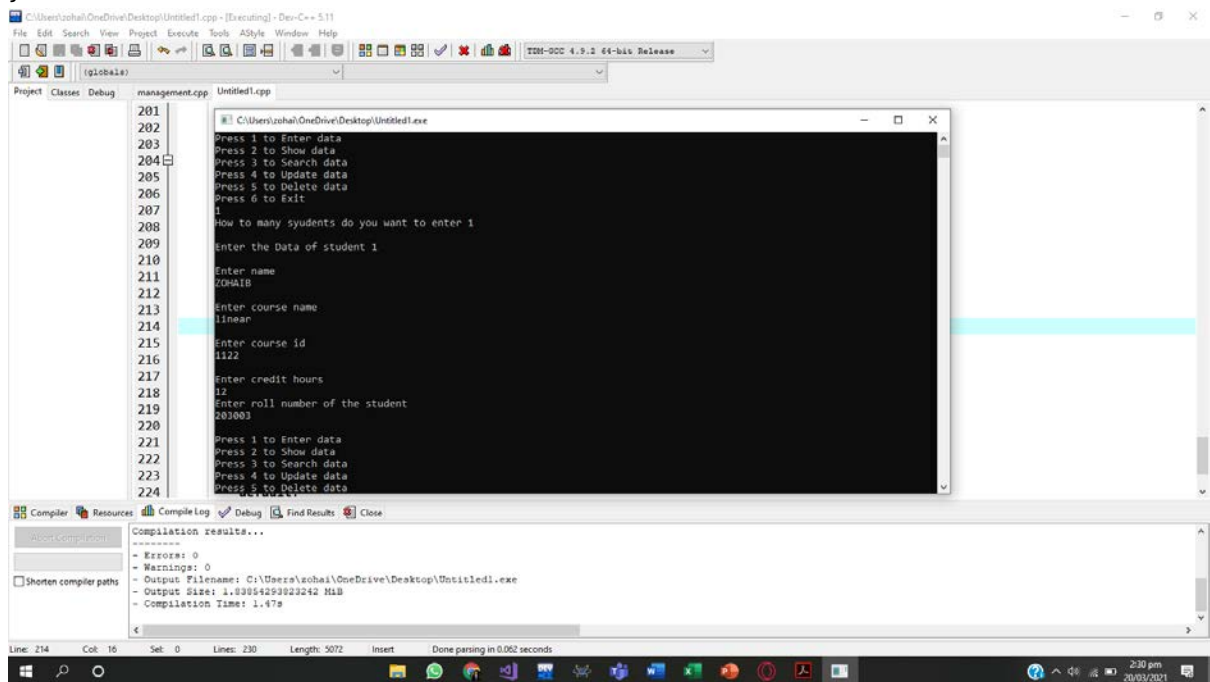 C:\Users\zohai\OneDrive\Desktop\Untitled1.cpp - [Executing] - Dev-C++ 5.11
File Edit Search View Project Execute Tools AStyle Window Help
TDM-GCC 4.9.2 64-bit Release
(globals)
Project Classes Debug management.cpp Untitled1.cpp
C:\Users\zohai\OneDrive\Desktop\Untitled1.exe
201
202
203
204
205
206
207
208
209
210
211
212
213
214
215
216
217
218
219
220
221
222
223
224
Press 1 to Enter data
Press 2 to Show data
Press 3 to Search data
Press 4 to Update data
Press 5 to Delete data
Press 6 to Exit
1
How to many syudents do you want to enter 1
Enter the Data of student 1
Enter name
ZOHAIB
Enter course name
linear
Enter course id
1122
Enter credit hours
12
Enter roll number of the student
203003
Press 1 to Enter data
Press 2 to Show data
Press 3 to Search data
Press 4 to Update data
Press 5 to Delete data
default:
Compiler Resources Compile Log Debug Find Results Close
Abort Compilation
Shorten compiler paths
Compilation results...
--------
- Errors: 0
- Warnings: 0
- Output Filename: C:\Users\zohai\OneDrive\Desktop\Untitled1.exe
- Output Size: 1.83854293823242 MiB
- Compilation Time: 1.47s
Line: 214 Col: 16 Sel: 0 Lines: 230 Length: 5072 Insert Done parsing in 0.062 seconds
2:30 pm
20/03/2021